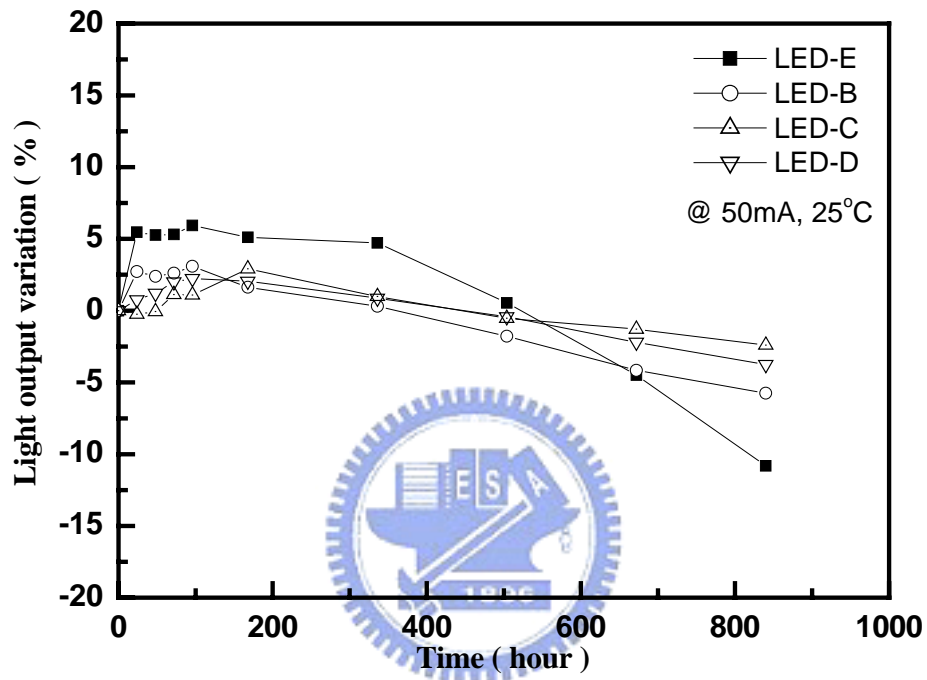 20
15
10
5
0
-5
-10
-15
-20
Light output variation ( % )
LED-E
LED-B
LED-C
LED-D
@ 50mA, 25°C
E S A
1896
0 200 400 600 800 1000
Time ( hour )